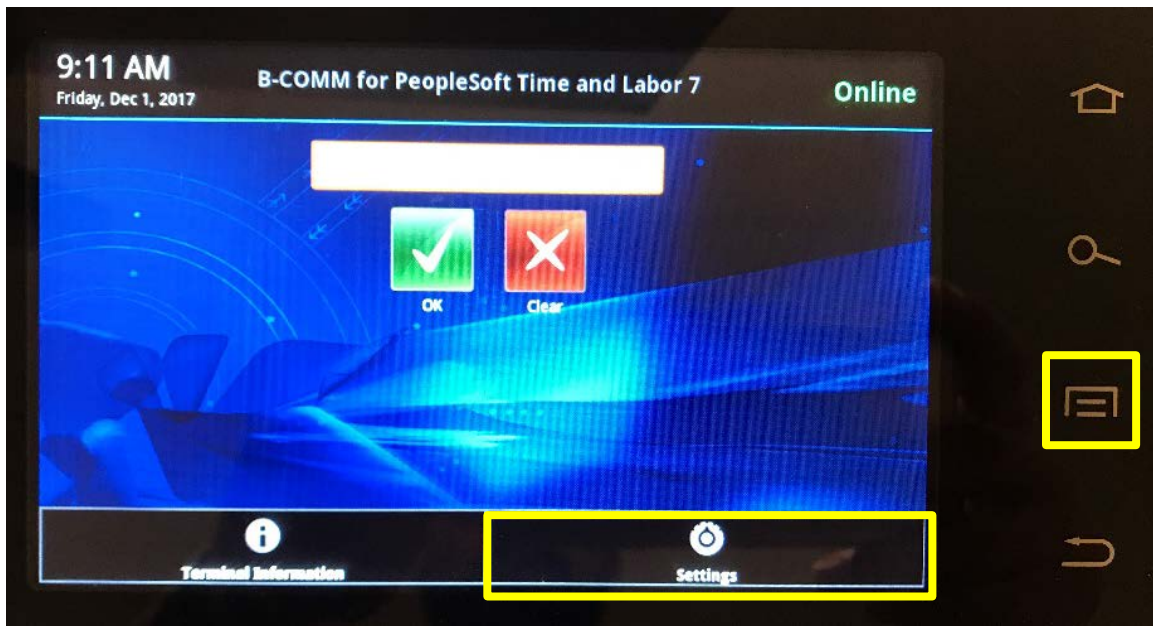 9:11 AM
Friday, Dec 1, 2017
B-COMM for PeopleSoft Time and Labor 7
Online
OK
Clear
Terminal Information
Settings